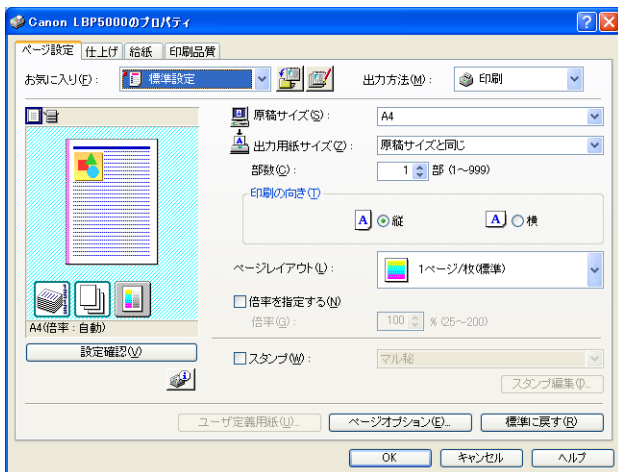 Canon LBP5000のプロパティ
ページ設定 仕上げ 給紙 印刷品質
お気に入り(F): 標準設定 出力方法(M): 印刷
原稿サイズ(S): A4
出力用紙サイズ(Z): 原稿サイズと同じ
部数(C): 1 部 (1～999)
印刷の向き(T)
A 縦 A 横
ページレイアウト(L): 1ページ/枚(標準)
倍率を指定する(N)
A4(倍率:自動) 倍率(G): 100 % (25～200)
設定確認(V) スタンプ(W): マル秘
スタンプ編集(I)...
ユーザ定義用紙(U)... ページオプション(E)... 標準に戻す(R)
OK キャンセル ヘルプ